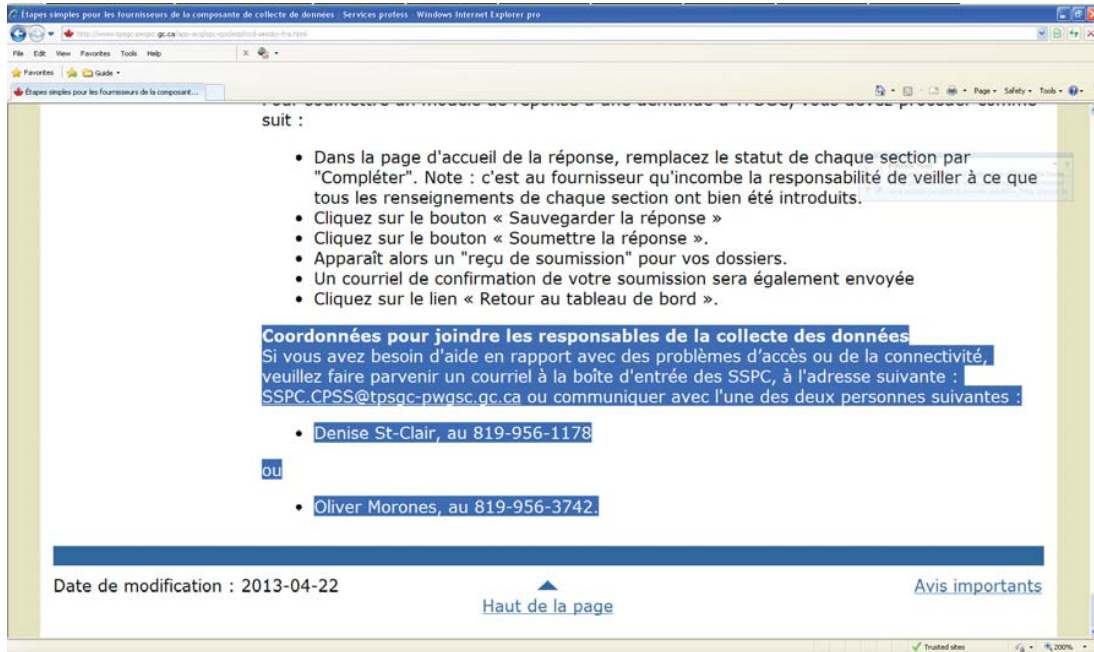 Étapes simples pour les fournisseurs de la composante de collecte de données - Services profess - Windows Internet Explorer pro
File Edit View Favorites Tools Help
Favorites Guide
Étapes simples pour les fournisseurs de la composant...
Page Safety Tools
suit :
• Dans la page d'accueil de la réponse, remplacez le statut de chaque section par
"Compléter". Note : c'est au fournisseur qu'incombe la responsabilité de veiller à ce que
tous les renseignements de chaque section ont bien été introduits.
• Cliquez sur le bouton « Sauvegarder la réponse »
• Cliquez sur le bouton « Soumettre la réponse ».
• Apparaît alors un "reçu de soumission" pour vos dossiers.
• Un courriel de confirmation de votre soumission sera également envoyée
• Cliquez sur le lien « Retour au tableau de bord ».
Coordonnées pour joindre les responsables de la collecte des données
Si vous avez besoin d'aide en rapport avec des problèmes d'accès ou de la connectivité,
veuillez faire parvenir un courriel à la boîte d'entrée des SSPC, à l'adresse suivante :
SSPC.CPSS@tpsgc-pwgsc.gc.ca ou communiquer avec l'une des deux personnes suivantes :
• Denise St-Clair, au 819-956-1178
ou
• Oliver Morones, au 819-956-3742.
Date de modification : 2013-04-22
Haut de la page
Avis importants
Trusted sites
200%